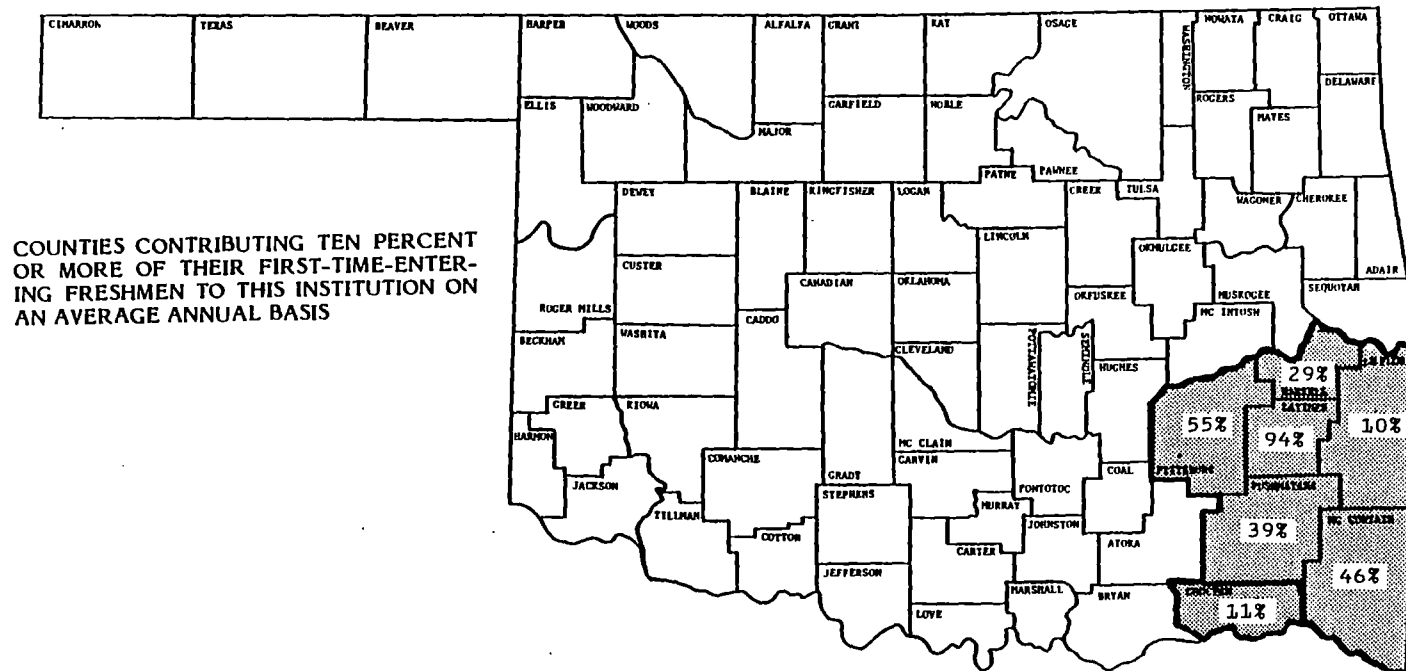 CIMARRON
TEXAS
BEAVER
HARPER
WOODS
ALFALFA
GRANT
KAY
OSAGE
WASHINGTON
NOWATA
CRAIG
OTTAWA
DELAWARE
ELLIS
WOODWARD
GARFIELD
NOBLE
ROGERS
MAYES
MAJOR
PAYNE
PAWNEE
DEWEY
BLAINE
KINGFISHER
LOGAN
CREEK
TULSA
WAGONER
CHEROKEE
COUNTIES CONTRIBUTING TEN PERCENT
OR MORE OF THEIR FIRST-TIME-ENTER-
ING FRESHMEN TO THIS INSTITUTION ON
AN AVERAGE ANNUAL BASIS
LINCOLN
OKMULGEE
CUSTER
CANADIAN
OKLAHOMA
OKFUSKEE
MUSKOGEE
SEQUOYAH
ADAIR
ROGER MILLS
CADDO
MC INTOSH
BECKHAM
WASHITA
CLEVELAND
POTTAWATOMIE
SEMINOLE
HUGHES
29%
HASKELL
LATIMER
GREER
KIOWA
HARMON
55%
94%
10%
MC CLAIN
GARVIN
COMANCHE
GRADY
COAL
PITTSBURG
PUSHMATAHA
JACKSON
STEPHENS
PONTOTOC
MURRAY
TILLMAN
JOHNSTON
MC CURTAIN
COTTON
CARTER
ATOKA
39%
JEFFERSON
MARSHALL
BRYAN
CHOCTAW
46%
LOVE
11%